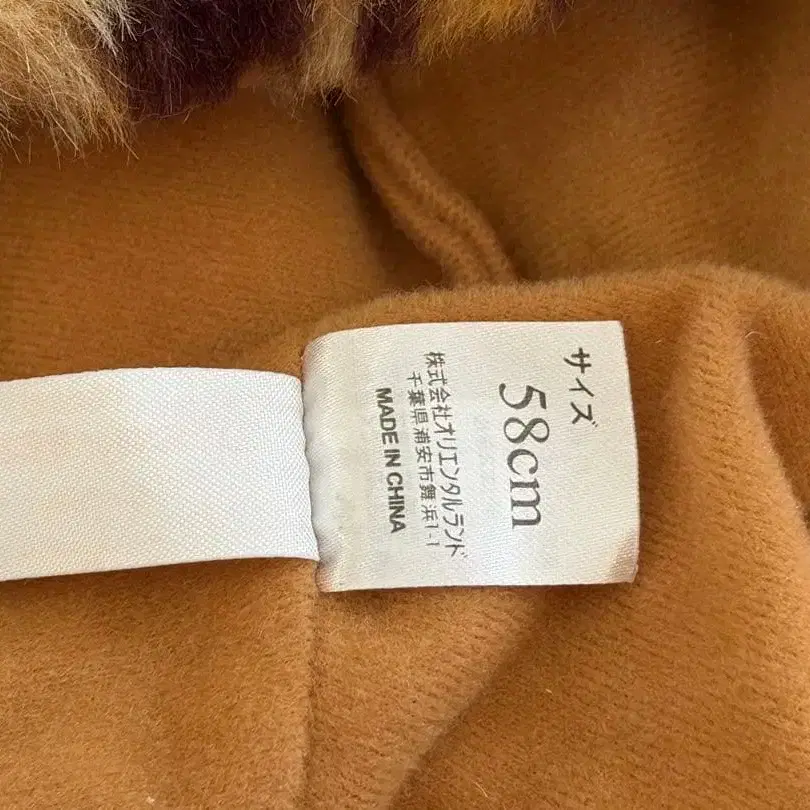 サイズ
58cm
株式会社オリエンタルランド
千葉県浦安市舞浜1-1
MADE IN CHINA